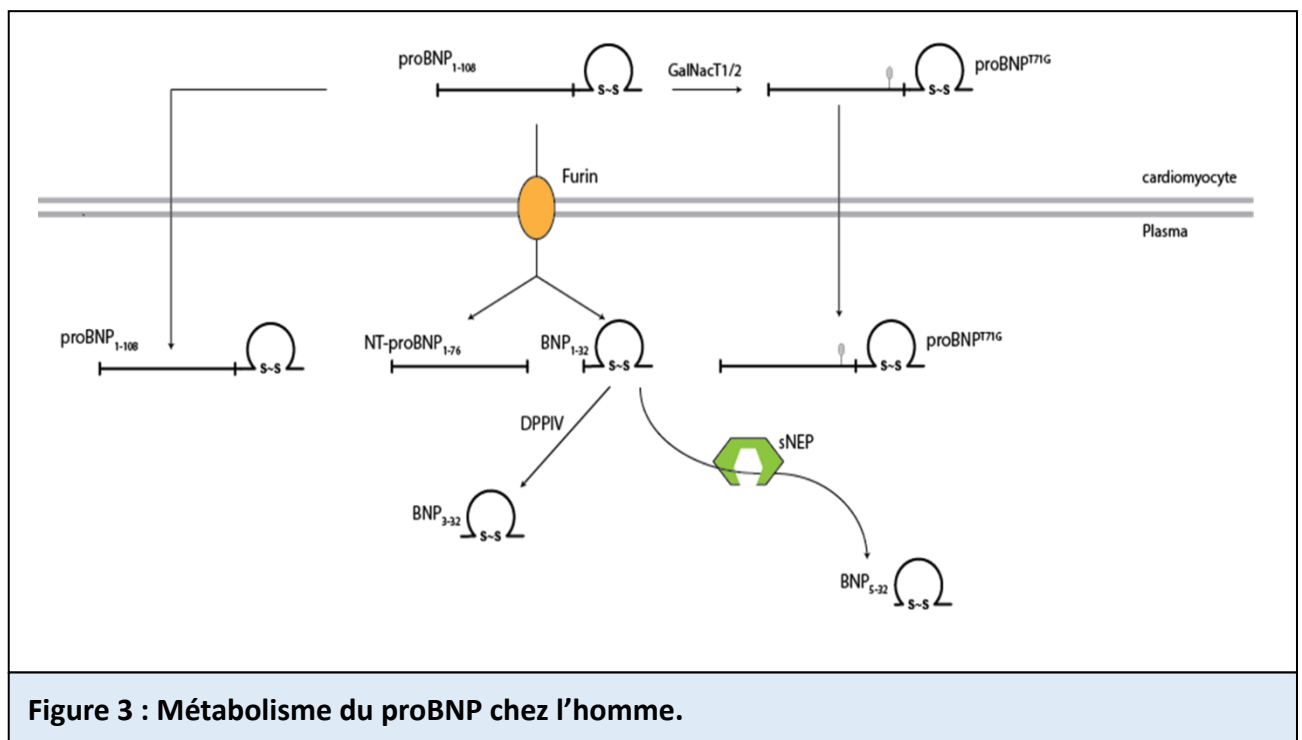 proBNP1-108
GalNacT1/2
proBNPT71G
S~S
S~S
Furin
cardiomyocyte
Plasma
proBNP1-108
NT-proBNP1-76
BNP1-32
proBNPT71G
S~S
S~S
S~S
DPPIV
sNEP
BNP3-32
S~S
BNP5-32
S~S
Figure 3 : Métabolisme du proBNP chez l’homme.